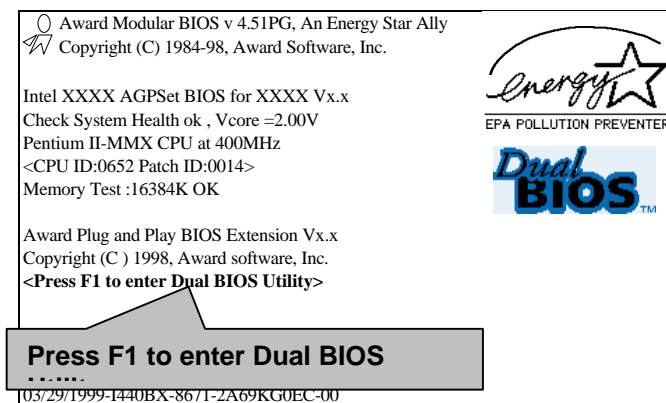 Award Modular BIOS v 4.51PG, An Energy Star Ally
Copyright (C) 1984-98, Award Software, Inc.
energy
EPA POLLUTION PREVENTER
Intel XXXX AGPSet BIOS for XXXX Vx.x
Check System Health ok , Vcore =2.00V
Pentium II-MMX CPU at 400MHz
<CPU ID:0652 Patch ID:0014>
Memory Test :16384K OK
Dual
BIOS TM
Award Plug and Play BIOS Extension Vx.x
Copyright (C ) 1998, Award software, Inc.
<Press F1 to enter Dual BIOS Utility>
Press F1 to enter Dual BIOS
03/29/1999-I440BX-8671-2A69KG0EC-00